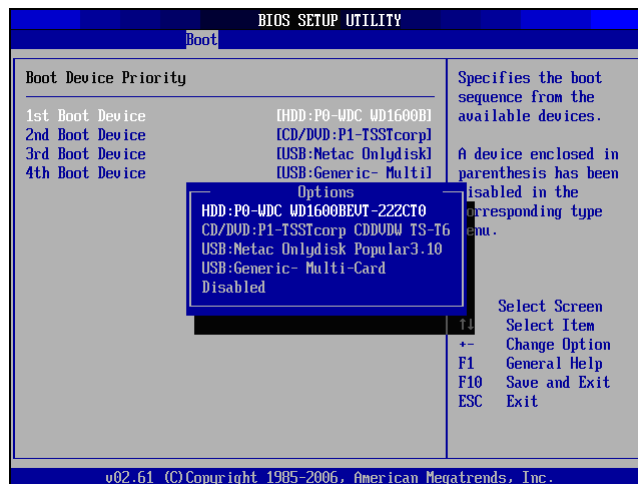 BIOS SETUP UTILITY
Boot
Boot Device Priority
1st Boot Device [HDD:P0-WDC WD1600B]
2nd Boot Device [CD/DVD:P1-TSSTcorp]
3rd Boot Device [USB:Netac Onlydisk]
4th Boot Device [USB:Generic- Multi]
Options
HDD:P0-WDC WD1600BEVT-22ZCT0
CD/DVD:P1-TSSTcorp CDDVDW TS-T6
USB:Netac Onlydisk Popular3.10
USB:Generic- Multi-Card
Disabled
Specifies the boot
sequence from the
available devices.
A device enclosed in
parenthesis has been
isabled in the
orresponding type
enu.
Select Screen
↑↓ Select Item
+- Change Option
F1 General Help
F10 Save and Exit
ESC Exit
v02.61 (C)Copyright 1985-2006, American Megatrends, Inc.